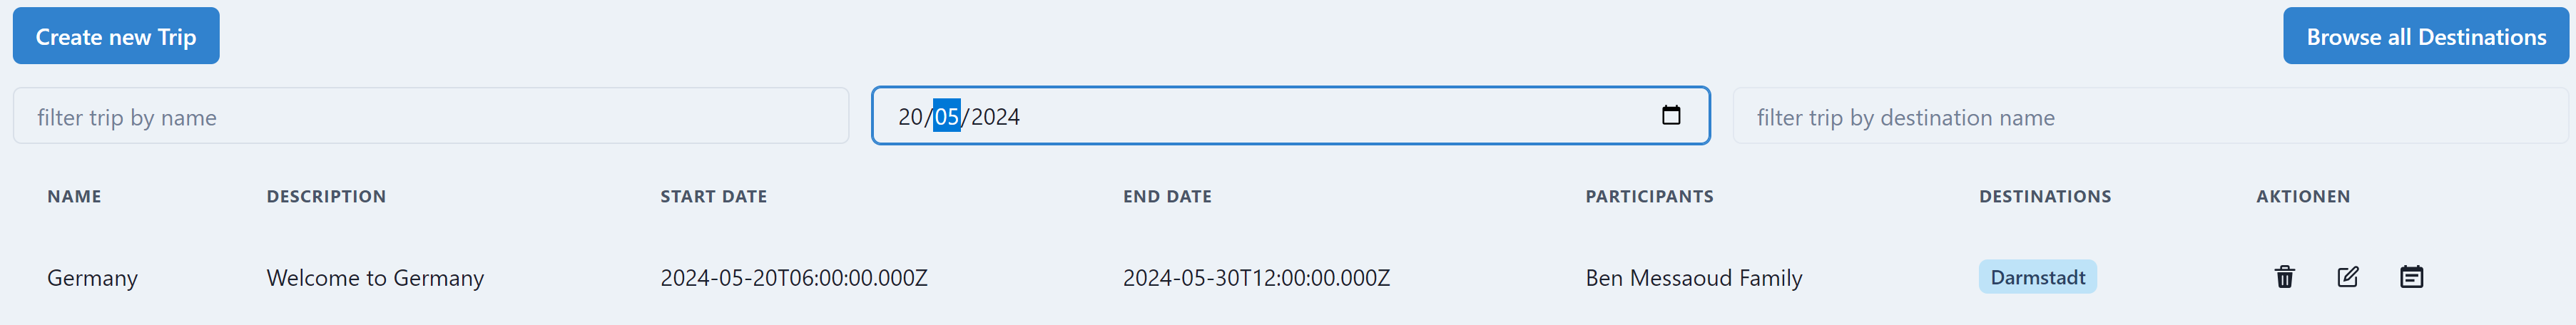 Create new Trip Browse all Destinations
filter trip by name 20/05/2024 filter trip by destination name
NAME DESCRIPTION START DATE END DATE PARTICIPANTS DESTINATIONS AKTIONEN
Germany Welcome to Germany 2024-05-20T06:00:00.000Z 2024-05-30T12:00:00.000Z Ben Messaoud Family Darmstadt